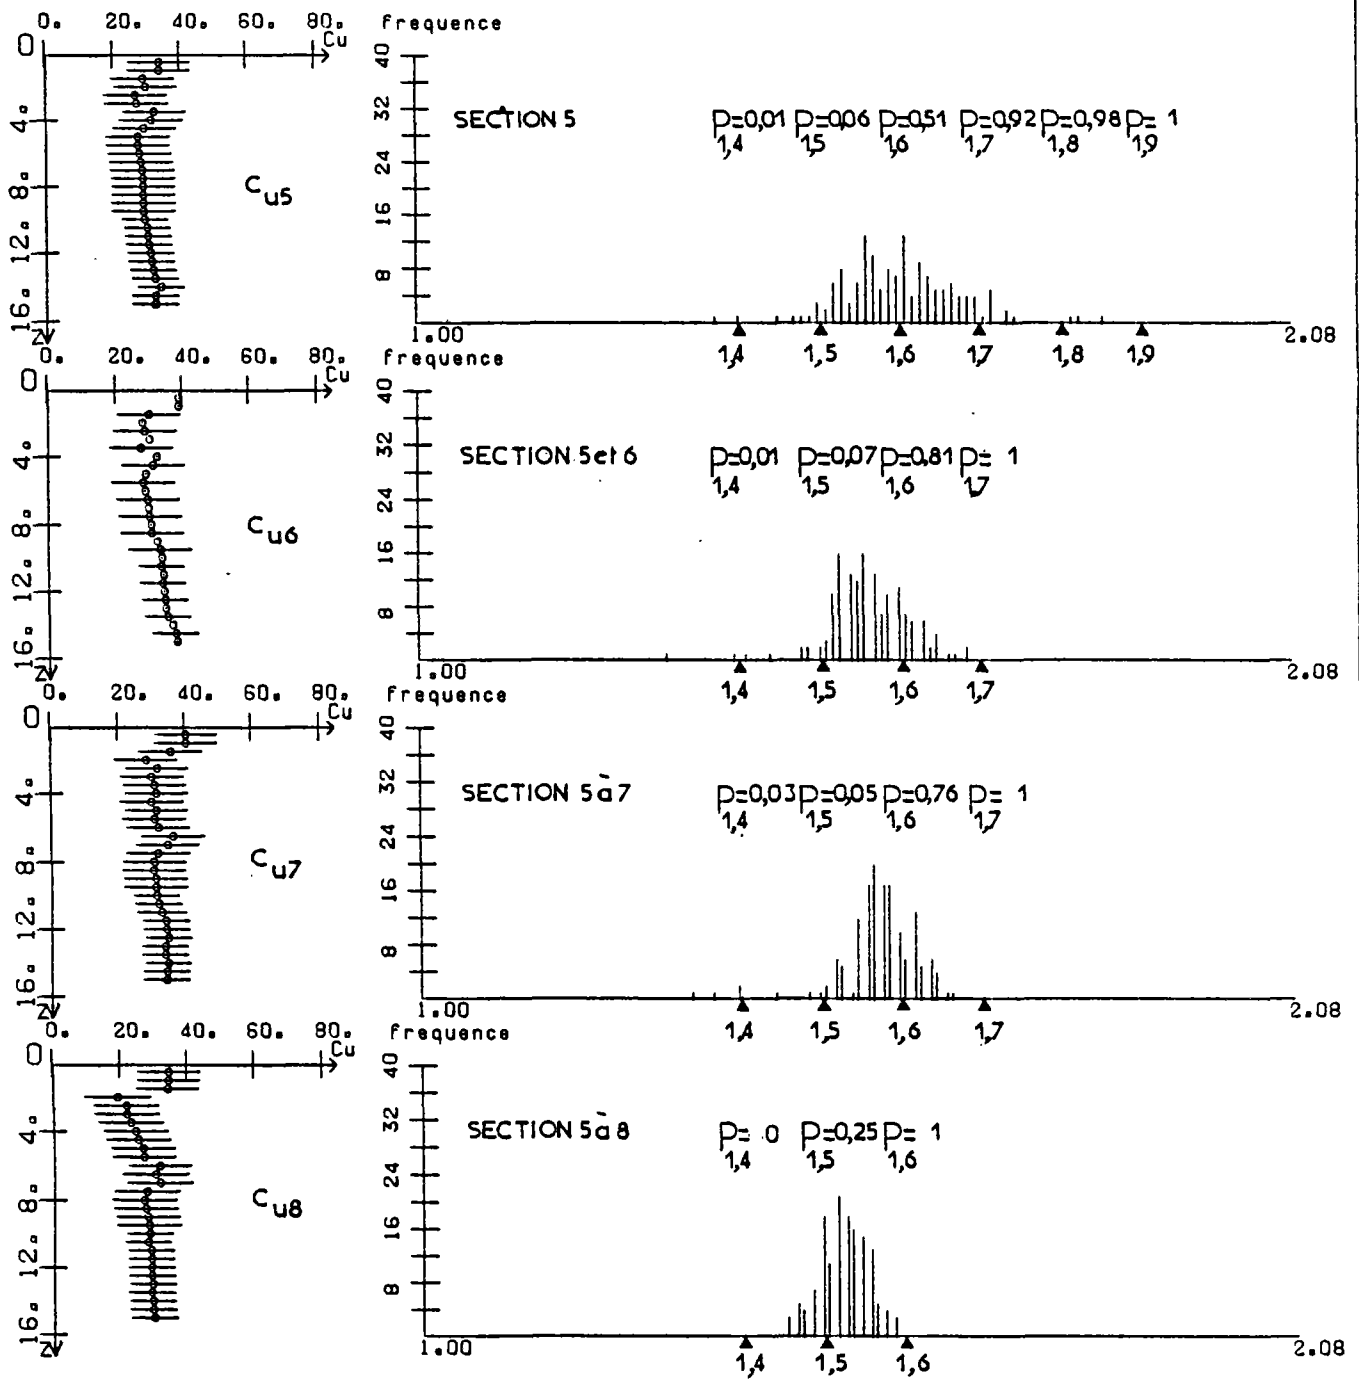 0. 20. 40. 60. 80. frequence
0 Cu 40
4. 32 SECTION 5 p=0,01 p=0,06 p=0,51 p=0,92 p=0,98 p= 1
1,4 1,5 1,6 1,7 1,8 1,9
24
8. Cu5
16
12.
8
16. Z 1.00 2.08
1,4 1,5 1,6 1,7 1,8 1,9
0. 20. 40. 60. 80. frequence
0 Cu 40
4. 32 SECTION 5et 6 p=0,01 p=0,07 p=0,81 p= 1
1,4 1,5 1,6 1,7
24
8. Cu6
16
12.
8
16. Z 1.00 2.08
1,4 1,5 1,6 1,7
0. 20. 40. 60. 80. frequence
0 Cu 40
4. 32 SECTION 5 à 7 p=0,03 p=0,05 p=0,76 p= 1
1,4 1,5 1,6 1,7
24
8. Cu7
16
12.
8
16. Z 1.00 2.08
1,4 1,5 1,6 1,7
0. 20. 40. 60. 80. frequence
0 Cu 40
4. 32 SECTION 5 à 8 p= 0 p=0,25 p= 1
1,4 1,5 1,6
24
8. Cu8
16
12.
8
16. Z 1.00 2.08
1,4 1,5 1,6